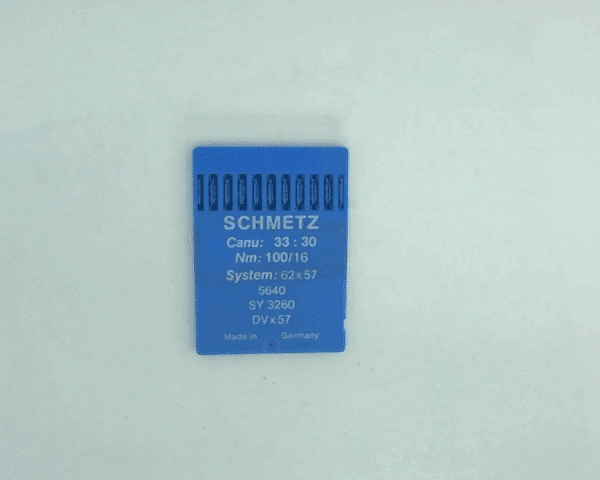 SCHMETZ
Canu: 33 : 30
Nm: 100/16
System: 62x57
5640
SY 3260
DVx57
Made in Germany